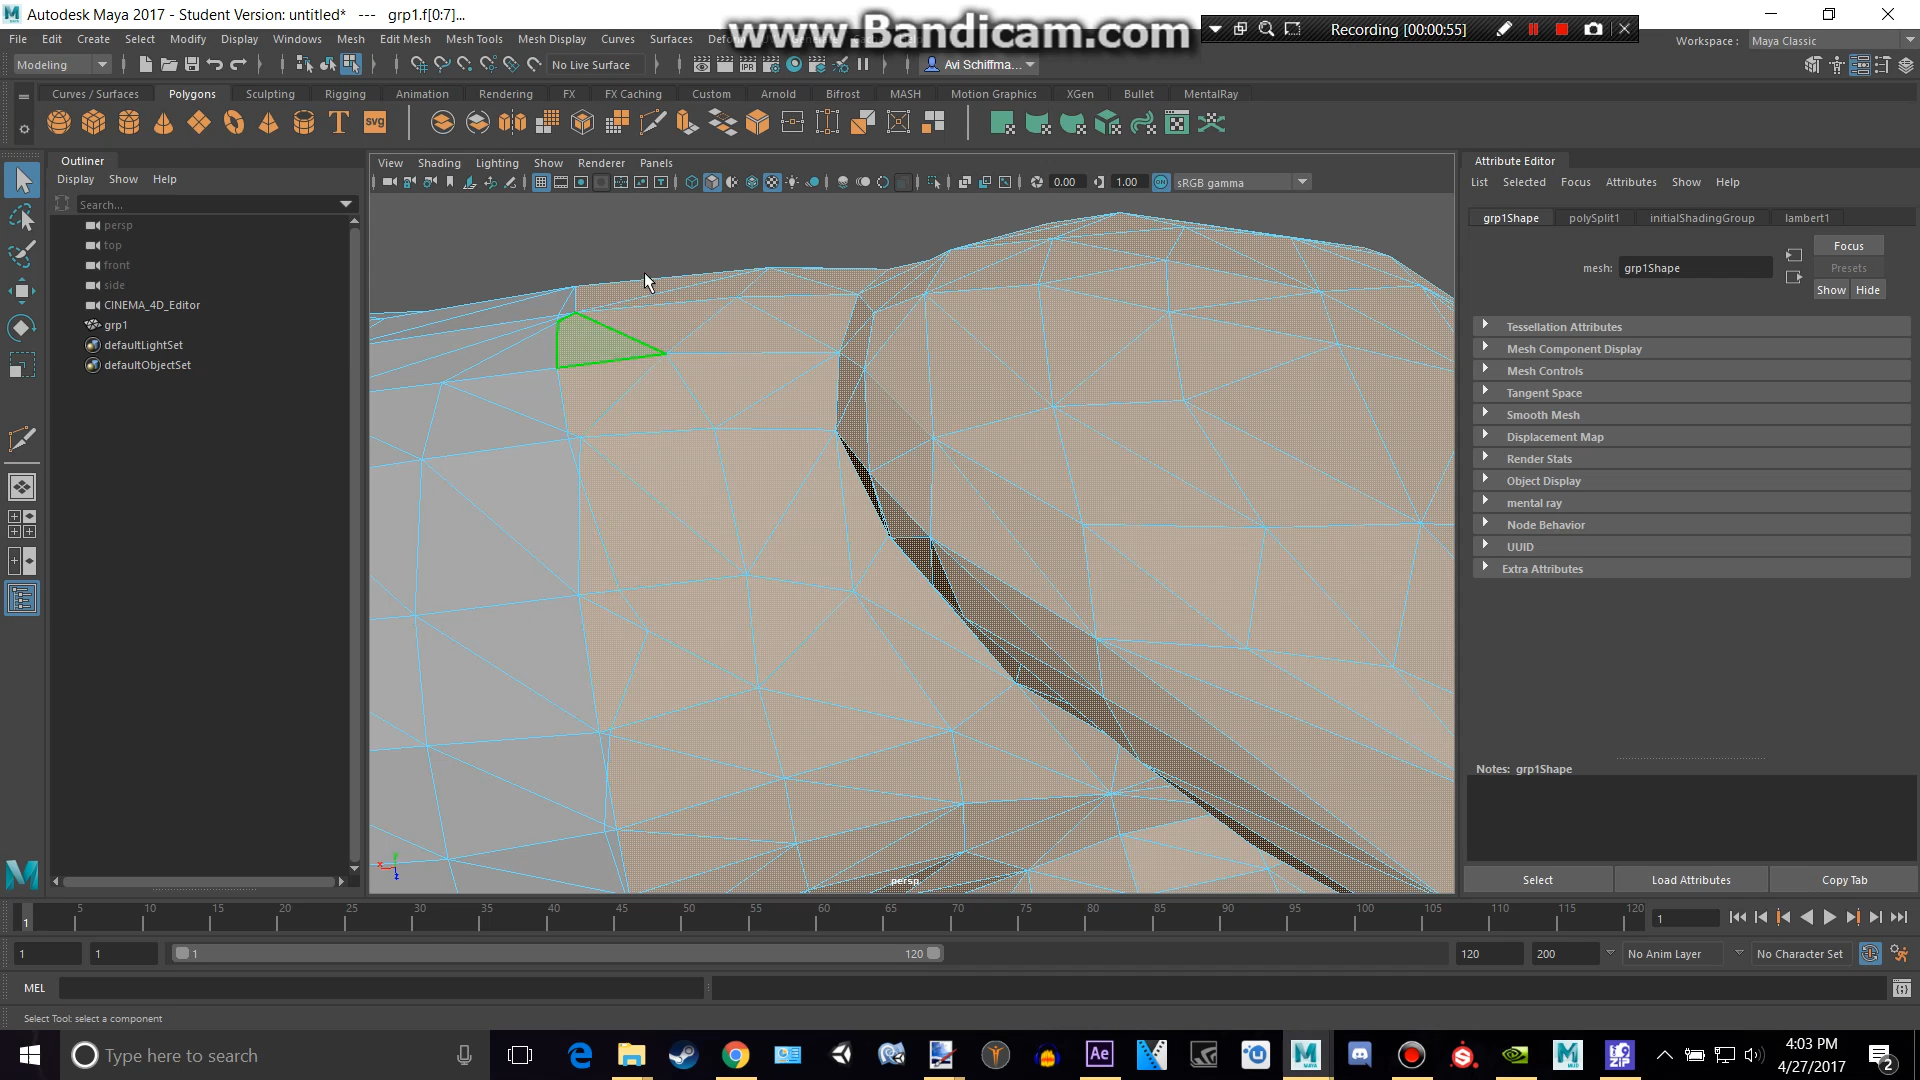 Autodesk Maya 2017 - Student Version: untitled*   ---   grp1.f[0:7]...
www.Bandicam.com
Recording [00:00:55]
File Edit Create Select Modify Display Windows Mesh Edit Mesh Mesh Tools Mesh Display Curves Surfaces
Workspace: Maya Classic
Modeling
No Live Surface
IPR
Avi Schiffma...
Curves / Surfaces Polygons Sculpting Rigging Animation Rendering FX FX Caching Custom Arnold Bifrost MASH Motion Graphics XGen Bullet MentalRay
T SVG
Outliner
Display Show Help
Search...
persp
top
front
side
CINEMA_4D_Editor
grp1
defaultLightSet
defaultObjectSet
View Shading Lighting Show Renderer Panels
0.00 1.00 sRGB gamma
persp
Attribute Editor
List Selected Focus Attributes Show Help
grp1Shape polySplit1 initialShadingGroup lambert1
Focus
mesh: grp1Shape
Presets
Show Hide
Tessellation Attributes
Mesh Component Display
Mesh Controls
Tangent Space
Smooth Mesh
Displacement Map
Render Stats
Object Display
mental ray
Node Behavior
UUID
Extra Attributes
Notes: grp1Shape
Select Load Attributes Copy Tab
1 5 10 15 20 25 30 35 40 45 50 55 60 65 70 75 80 85 90 95 100 105 110 115 120 1
1 1 1 120 120 200 No Anim Layer No Character Set
MEL
Select Tool: select a component
Type here to search
Ae
4:03 PM
4/27/2017
2